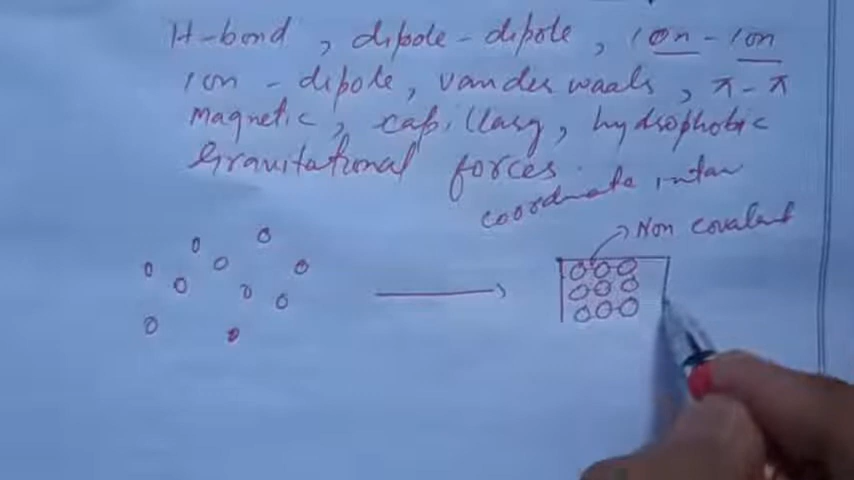 H-bond, dipole-dipole, ion-ion
ion-dipole, vander waals, π-π
magnetic, capillary, hydrophobic
Gravitational forces.
coordinate inter
Non covalent